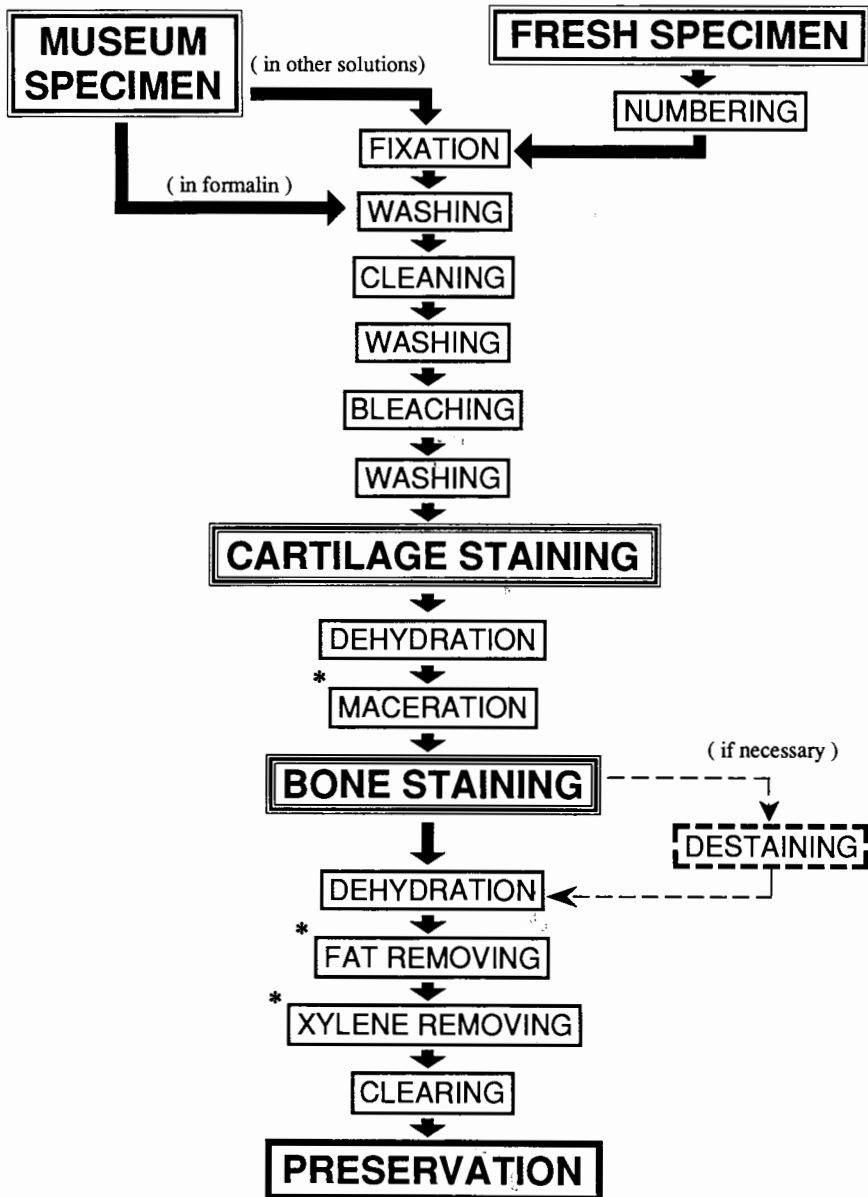 MUSEUM
SPECIMEN
( in other solutions)
FRESH SPECIMEN
NUMBERING
FIXATION
( in formalin )
WASHING
CLEANING
WASHING
BLEACHING
WASHING
CARTILAGE STAINING
DEHYDRATION
*
MACERATION
BONE STAINING
( if necessary )
DESTAINING
DEHYDRATION
*
FAT REMOVING
*
XYLENE REMOVING
CLEARING
PRESERVATION